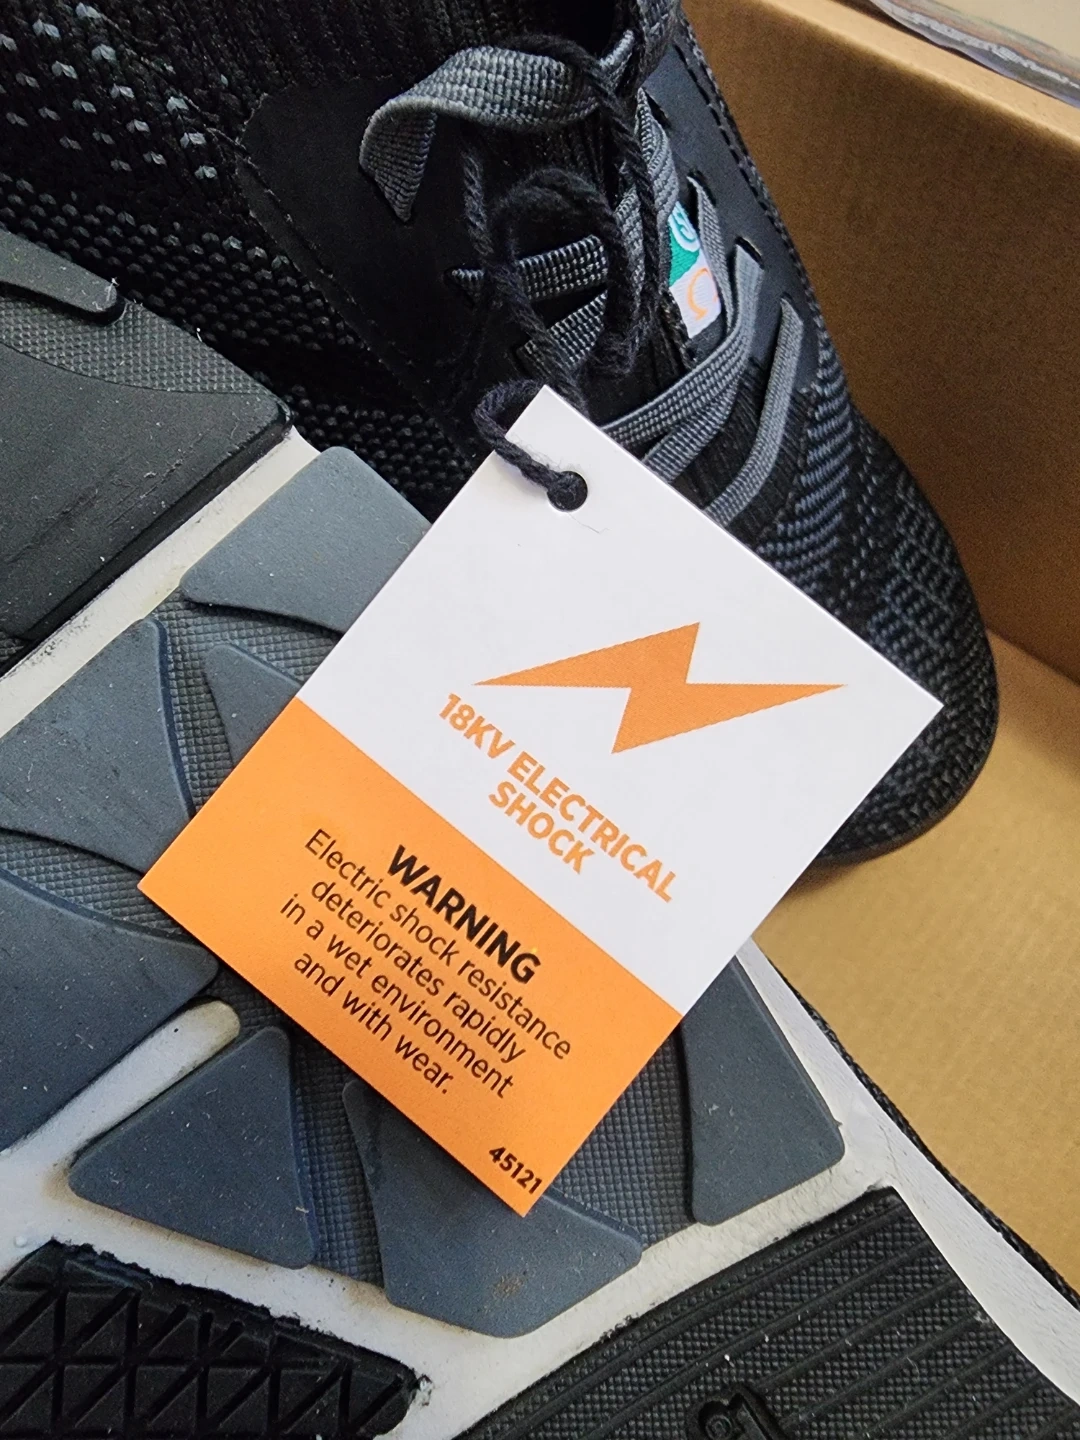 18KV ELECTRICAL
SHOCK
WARNING
Electric shock resistance
deteriorates rapidly
in a wet environment
and with wear.
45121